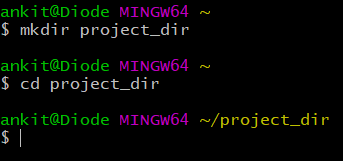 ankit@Diode MINGW64 ~
$ mkdir project_dir
ankit@Diode MINGW64 ~
$ cd project_dir
ankit@Diode MINGW64 ~/project_dir
$